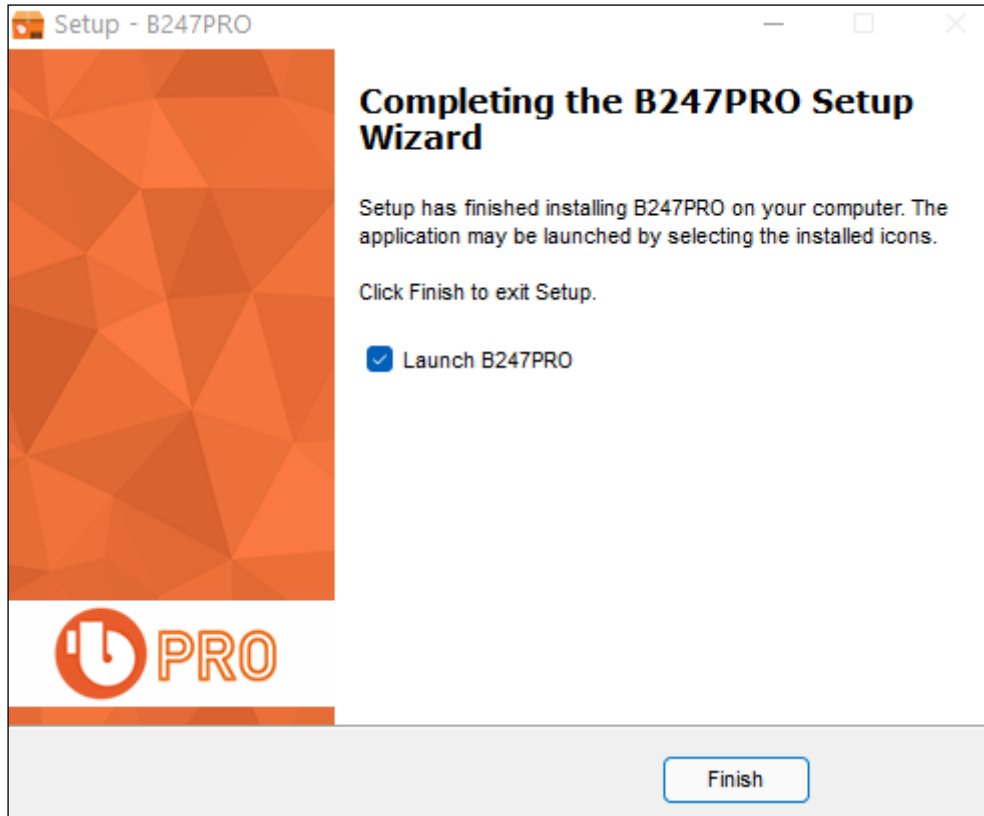 Setup - B247PRO
Completing the B247PRO Setup
Wizard
Setup has finished installing B247PRO on your computer. The
application may be launched by selecting the installed icons.
Click Finish to exit Setup.
Launch B247PRO
b PRO
Finish